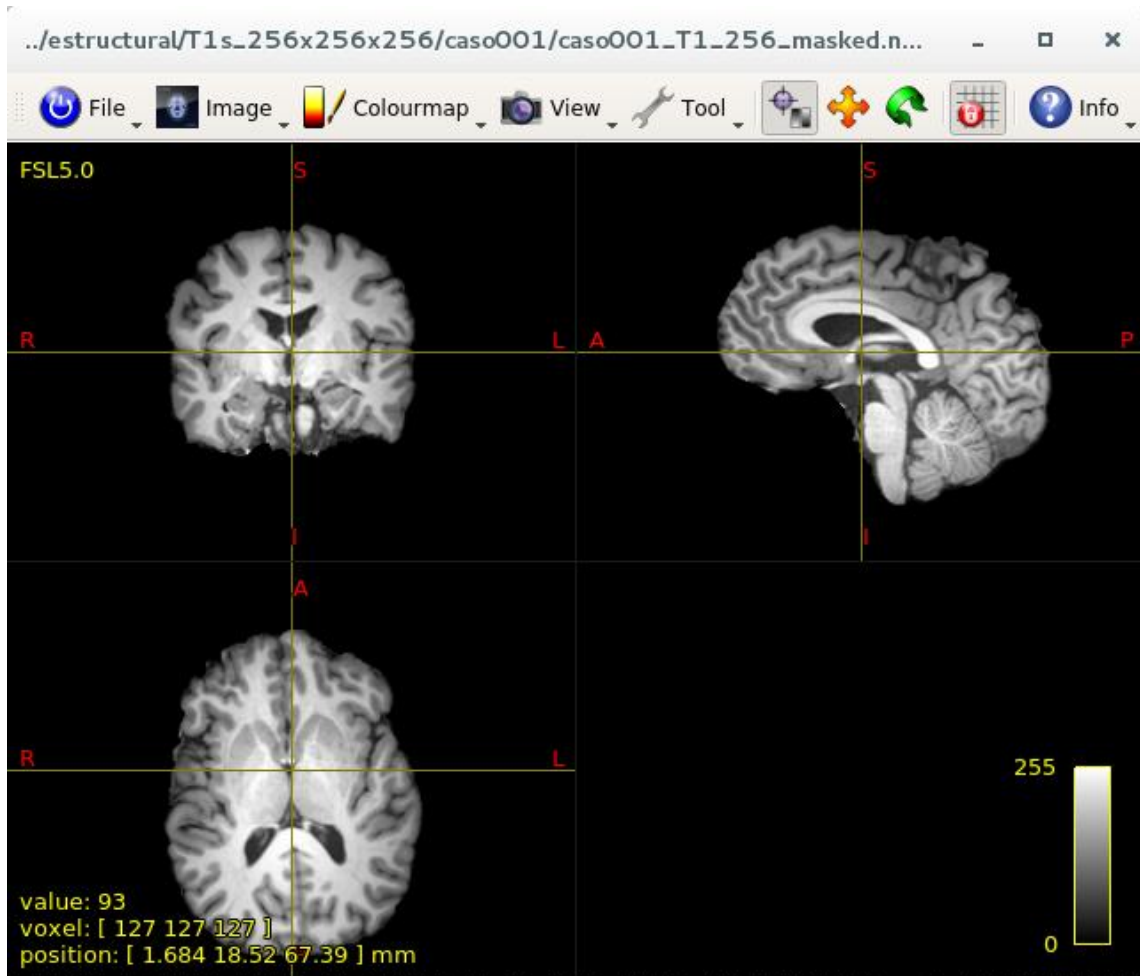 ../estructural/T1s_256x256x256/caso001/caso001_T1_256_masked.n...
File Image Colourmap View Tool Info
FSL5.0
S S
R L A P
I I
A
R L
255
value: 93
voxel: [ 127 127 127 ]
position: [ 1.684 18.52 67.39 ] mm
0